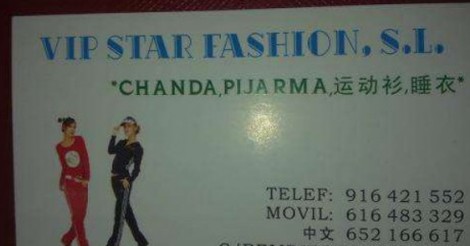 VIP STAR FASHION, S.L.
"CHANDA,PIJARMA,运动衫,睡衣"
TELEF: 916 421 552
MOVIL: 616 483 329
中文 652 166 617